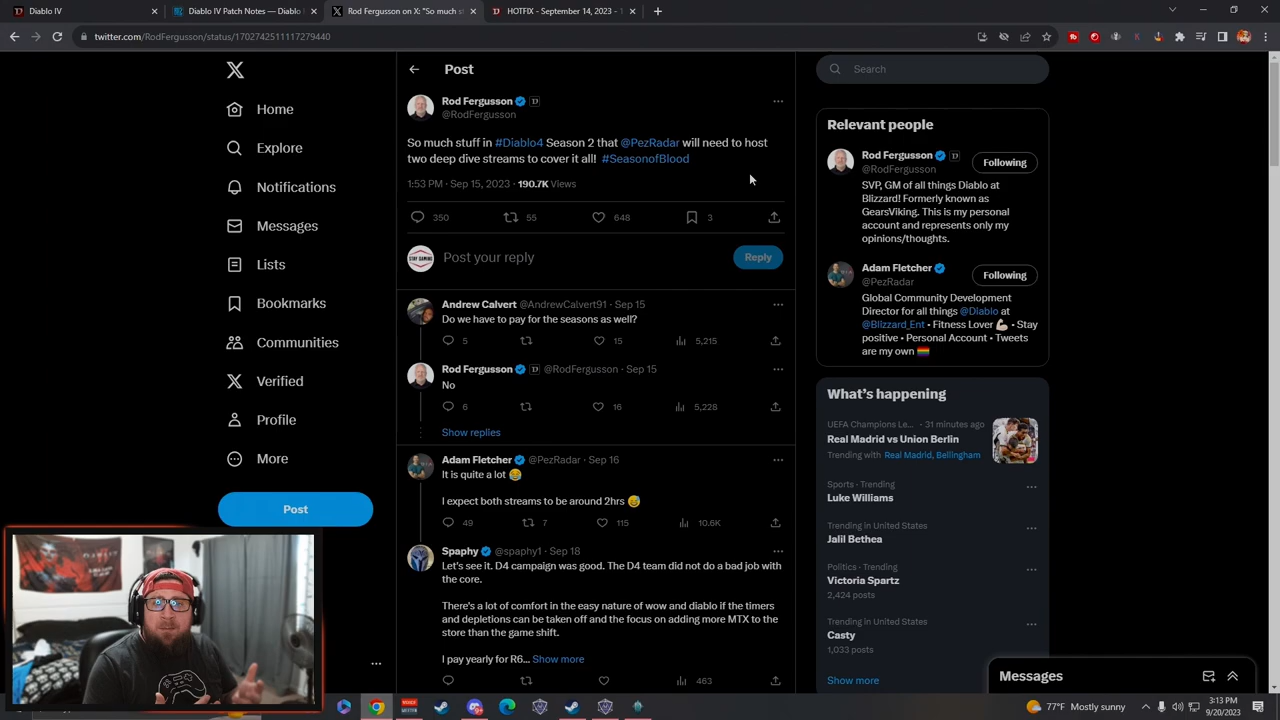 Diablo IV
Diablo IV Patch Notes — Diablo
Rod Fergusson on X: "So much st
HOTFIX - September 14, 2023 - 1
twitter.com/RodFergusson/status/1702742511117279440
Home
Explore
Notifications
Messages
Lists
Bookmarks
Communities
Verified
Profile
More
Post
Post
Rod Fergusson
@RodFergusson
So much stuff in #Diablo4 Season 2 that @PezRadar will need to host
two deep dive streams to cover it all! #SeasonofBlood
1:53 PM · Sep 15, 2023 · 190.7K Views
350 55 648 3
STAY GAMING
Post your reply
Reply
Andrew Calvert @AndrewCalvert91 · Sep 15
Do we have to pay for the seasons as well?
5 15 5,215
Rod Fergusson @RodFergusson · Sep 15
No
6 16 5,228
Show replies
Adam Fletcher @PezRadar · Sep 16
It is quite a lot 😂
I expect both streams to be around 2hrs 😅
49 7 115 10.6K
Spaphy @spaphy1 · Sep 18
Let's see it. D4 campaign was good. The D4 team did not do a bad job with
the core.
There's a lot of comfort in the easy nature of wow and diablo if the timers
and depletions can be taken off and the focus on adding more MTX to the
store than the game shift.
I pay yearly for R6... Show more
463
Search
Relevant people
Rod Fergusson
@RodFergusson
Following
SVP, GM of all things Diablo at
Blizzard! Formerly known as
GearsViking. This is my personal
account and represents only my
opinions/thoughts.
Adam Fletcher
@PezRadar
Following
Global Community Development
Director for all things @Diablo at
@Blizzard_Ent • Fitness Lover 💪🏻 • Stay
positive • Personal Account • Tweets
are my own 🏳️‍🌈
What's happening
UEFA Champions Le... · 31 minutes ago
Real Madrid vs Union Berlin
Trending with Real Madrid, Bellingham
Sports · Trending
Luke Williams
Trending in United States
Jalil Bethea
Politics · Trending
Victoria Spartz
2,424 posts
Trending in United States
Casty
1,033 posts
Show more
Messages
77°F Mostly sunny
3:13 PM
9/20/2023